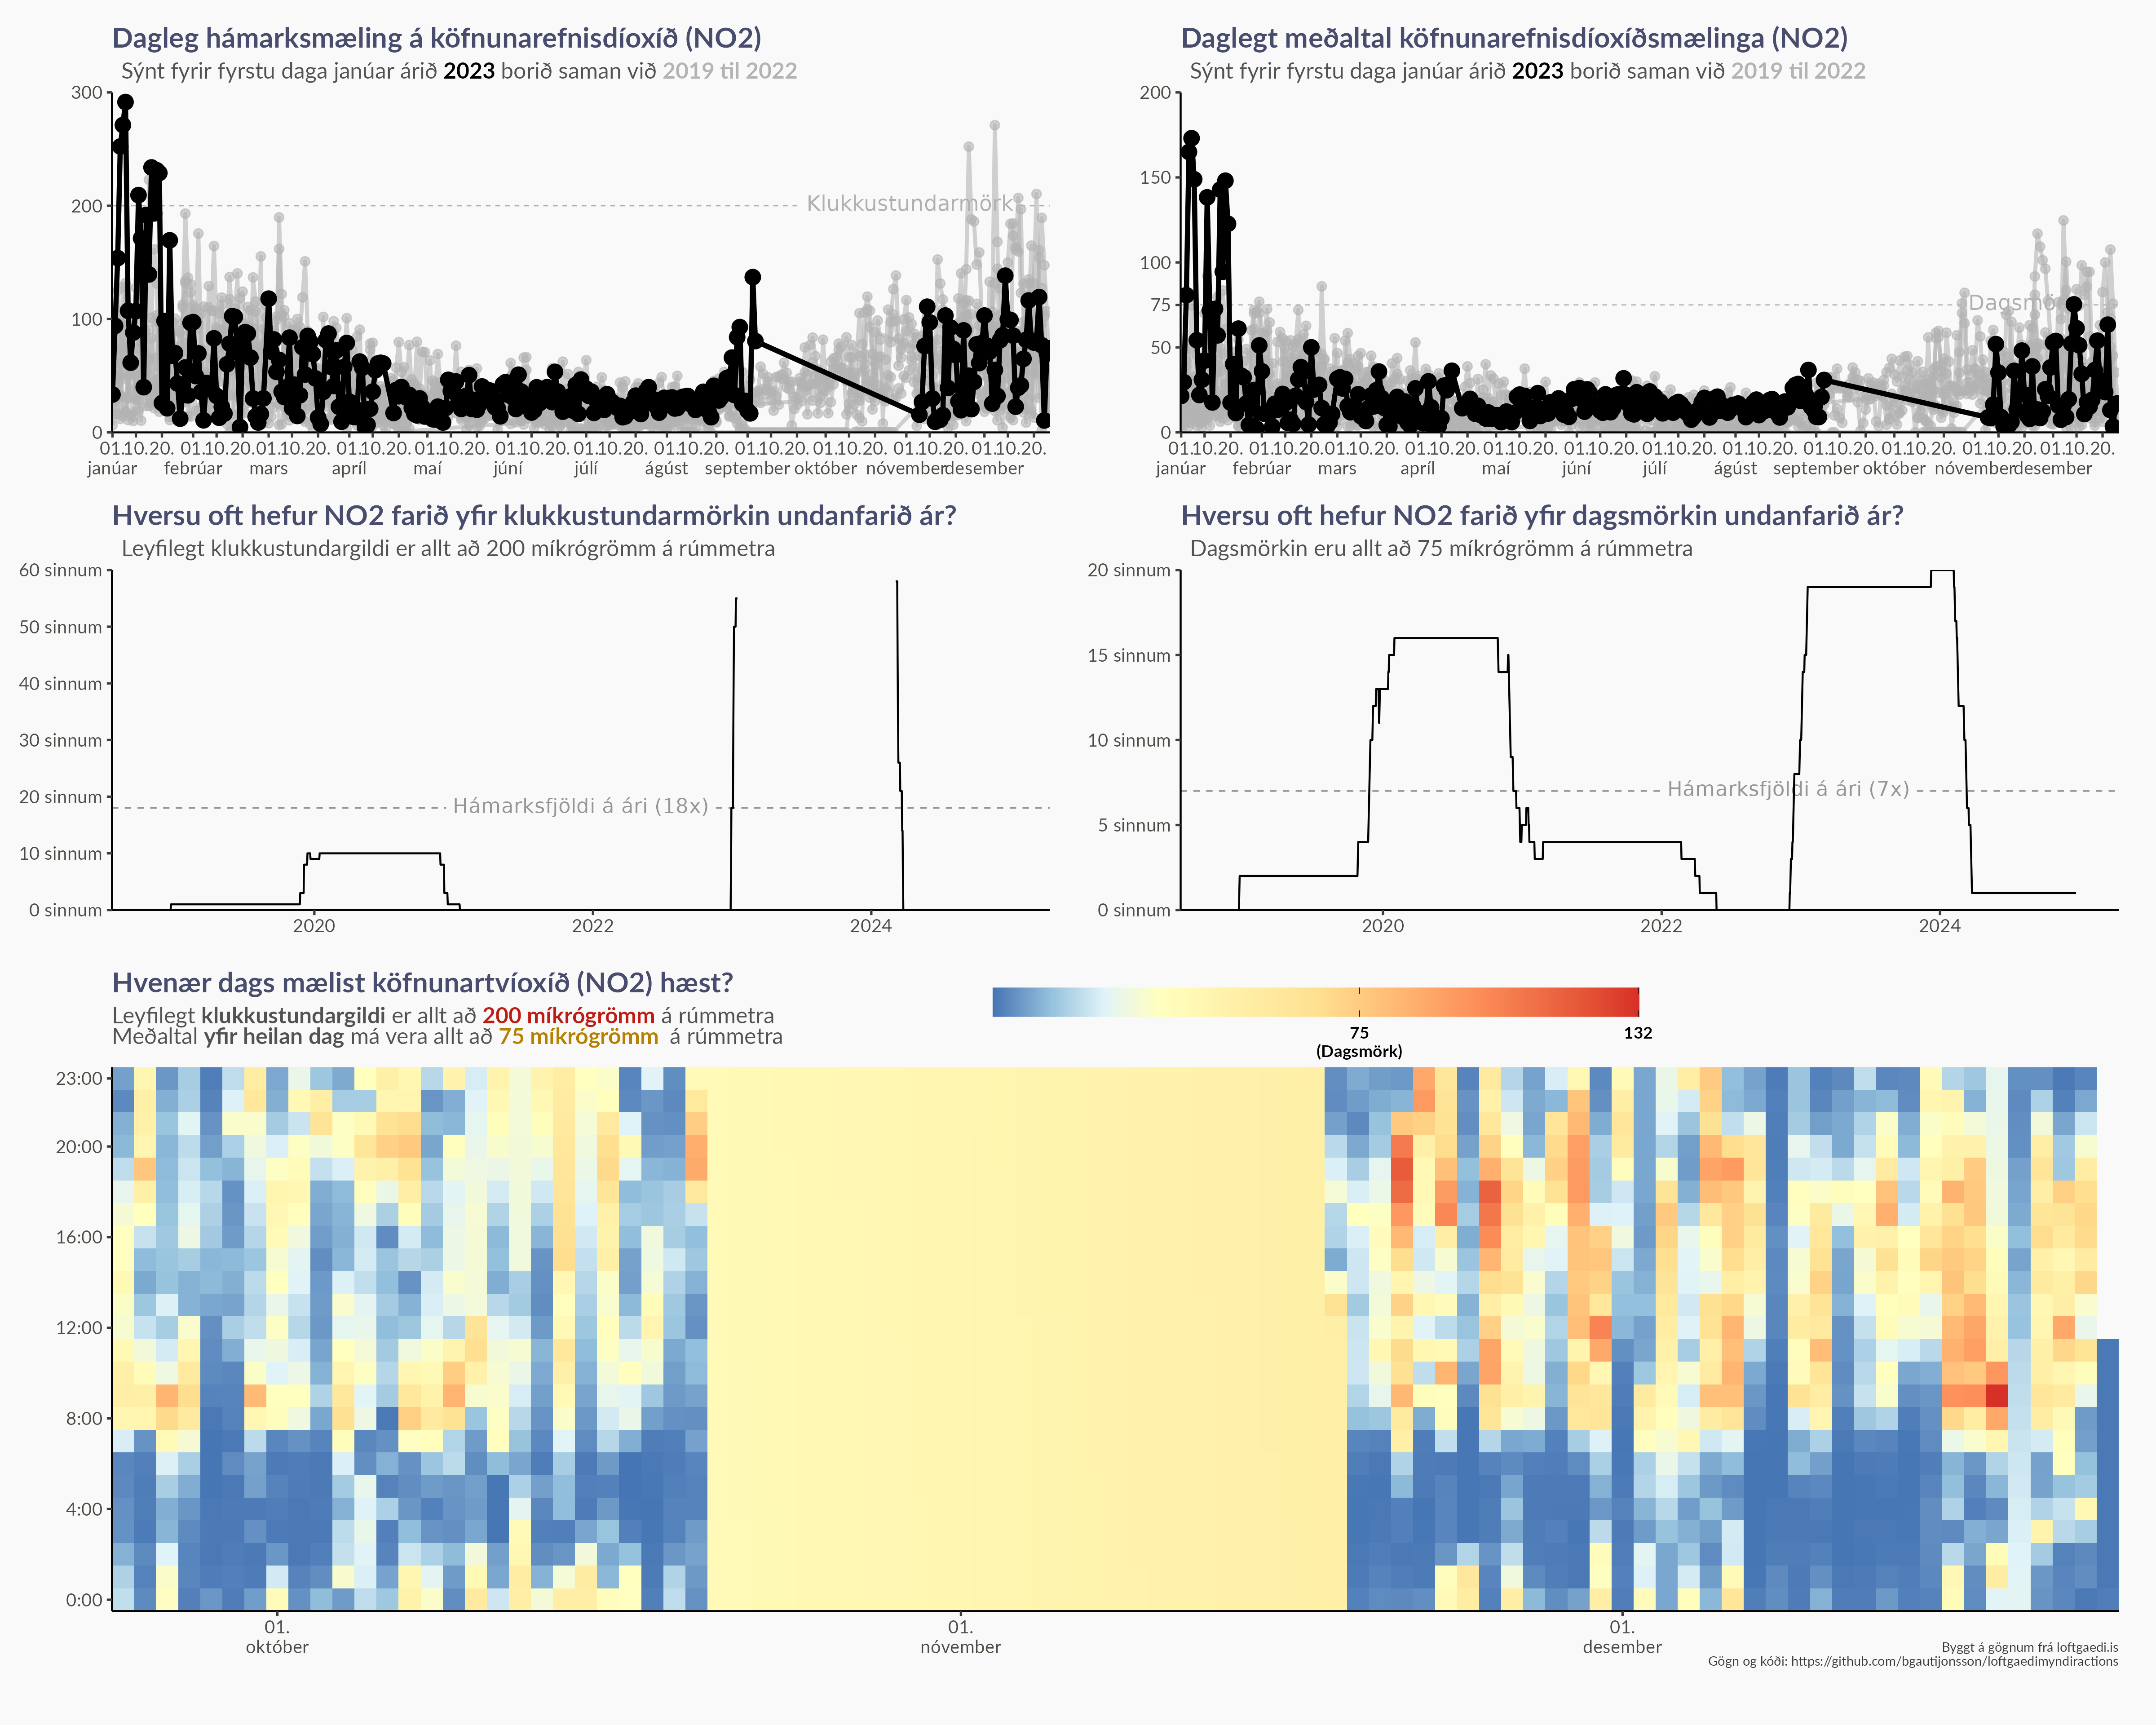 Dagleg hámarksmæling á köfnunarefnisdíoxíð (NO2)
Sýnt fyrir fyrstu daga janúar árið 2023 borið saman við 2019 til 2022
300
200
100
0
Klukkustundarmörk
01.10.20. 01.10.20. 01.10.20. 01.10.20. 01.10.20. 01.10.20. 01.10.20. 01.10.20. 01.10.20. 01.10.20. 01.10.20. 01.10.20.
janúar febrúar mars apríl maí júní júlí ágúst september október nóvember desember
Daglegt meðaltal köfnunarefnisdíoxíðsmælinga (NO2)
Sýnt fyrir fyrstu daga janúar árið 2023 borið saman við 2019 til 2022
200
150
100
75
50
0
01.10.20. 01.10.20. 01.10.20. 01.10.20. 01.10.20. 01.10.20. 01.10.20. 01.10.20. 01.10.20. 01.10.20. 01.10.20. 01.10.20.
janúar febrúar mars apríl maí júní júlí ágúst september október nóvember desember
Hversu oft hefur NO2 farið yfir klukkustundarmörkin undanfarið ár?
Leyfilegt klukkustundargildi er allt að 200 míkrógrömm á rúmmetra
60 sinnum
50 sinnum
40 sinnum
30 sinnum
20 sinnum
10 sinnum
0 sinnum
Hámarksfjöldi á ári (18x)
2020 2022 2024
Hversu oft hefur NO2 farið yfir dagsmörkin undanfarið ár?
Dagsmörkin eru allt að 75 míkrógrömm á rúmmetra
20 sinnum
15 sinnum
10 sinnum
5 sinnum
0 sinnum
Hámarksfjöldi á ári (7x)
2020 2022 2024
Hvenær dags mælist köfnunartvíoxíð (NO2) hæst?
Leyfilegt klukkustundargildi er allt að 200 míkrógrömm á rúmmetra
Meðaltal yfir heilan dag má vera allt að 75 míkrógrömm á rúmmetra
75 132
(Dagsmörk)
23:00
20:00
16:00
12:00
8:00
4:00
0:00
01. 01. 01.
október nóvember desember
Byggt á gögnum frá loftgaedi.is
Gögn og kóði: https://github.com/bgautijonsson/loftgaedimyndiractions